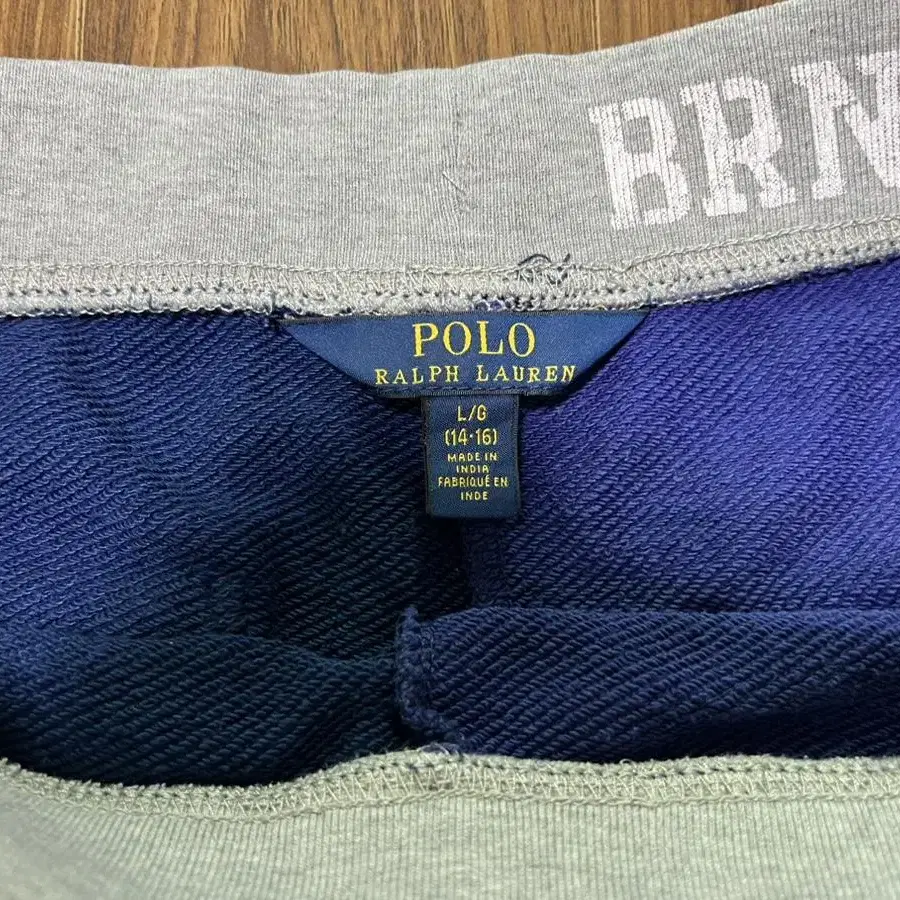 BRN
POLO
RALPH LAUREN
L/G
(14-16)
MADE IN
INDIA
FABRIQUÉ EN
INDE